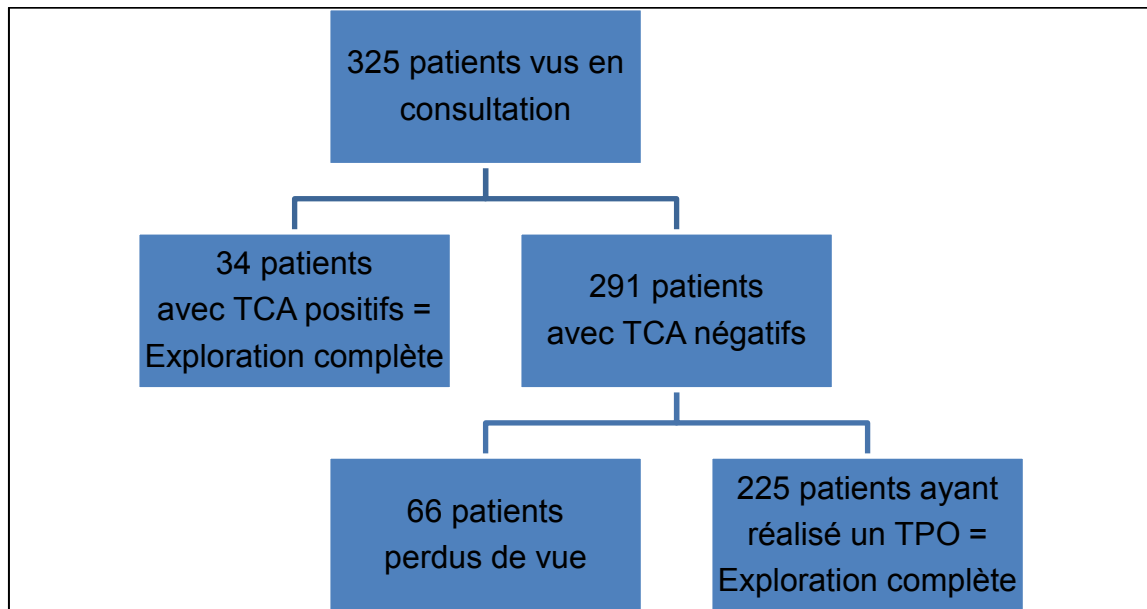 325 patients vus en
consultation
34 patients
avec TCA positifs =
Exploration complète
291 patients
avec TCA négatifs
66 patients
perdus de vue
225 patients ayant
réalisé un TPO =
Exploration complète